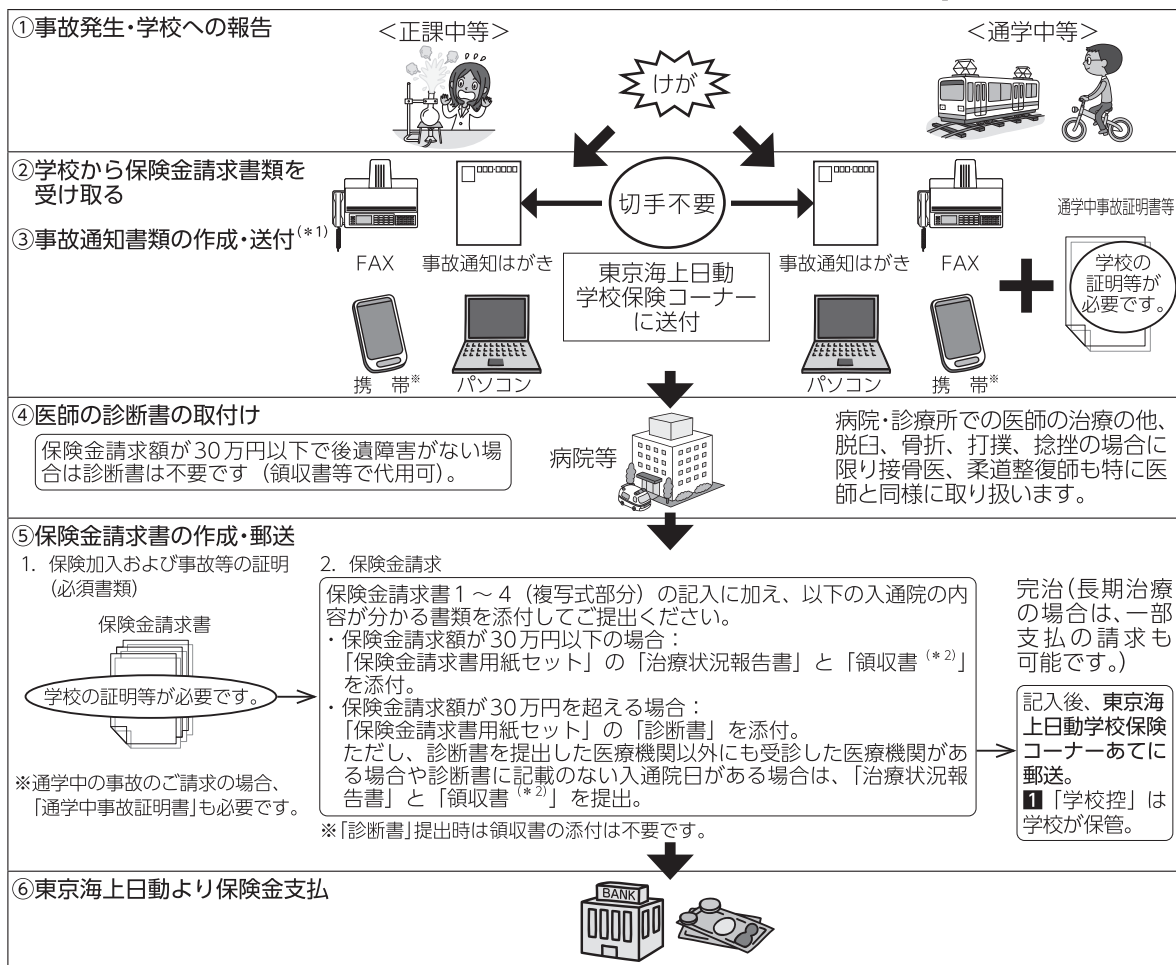 ①事故発生・学校への報告
＜正課中等＞
けが
＜通学中等＞
②学校から保険金請求書類を
受け取る
③事故通知書類の作成・送付(＊1)
FAX
事故通知はがき
携 帯※
パソコン
切手不要
東京海上日動
学校保険コーナー
に送付
事故通知はがき
FAX
パソコン
携 帯※
通学中事故証明書等
学校の
証明等が
必要です。
④医師の診断書の取付け
保険金請求額が30万円以下で後遺障害がない場
合は診断書は不要です（領収書等で代用可）。
病院等
病院・診療所での医師の治療の他、
脱臼、骨折、打撲、捻挫の場合に
限り接骨医、柔道整復師も特に医
師と同様に取り扱います。
⑤保険金請求書の作成・郵送
1. 保険加入および事故等の証明
(必須書類)
保険金請求書
学校の証明等が必要です。
※通学中の事故のご請求の場合、
「通学中事故証明書」も必要です。
2. 保険金請求
保険金請求書1～4（複写式部分）の記入に加え、以下の入通院の内
容が分かる書類を添付してご提出ください。
・保険金請求額が30万円以下の場合：
「保険金請求書用紙セット」の「治療状況報告書」と「領収書(＊2)」
を添付。
・保険金請求額が30万円を超える場合：
「保険金請求書用紙セット」の「診断書」を添付。
ただし、診断書を提出した医療機関以外にも受診した医療機関があ
る場合や診断書に記載のない入通院日がある場合は、「治療状況報
告書」と「領収書(＊2)」を提出。
※「診断書」提出時は領収書の添付は不要です。
完治(長期治療
の場合は、一部
支払の請求も
可能です。)
記入後、東京海
上日動学校保険
コーナーあてに
郵送。
1「学校控」は
学校が保管。
⑥東京海上日動より保険金支払
BANK